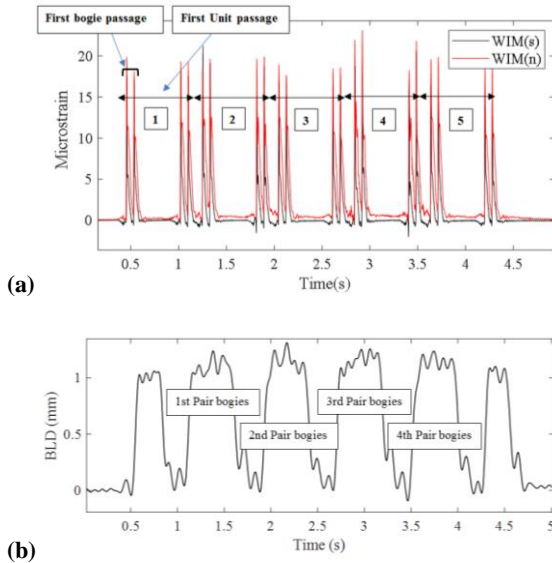 First bogie passage
First Unit passage
20
15
10
5
0
Microstrain
WIM(s)
WIM(n)
1
2
3
4
5
0.5 1 1.5 2 2.5 3 3.5 4 4.5
Time(s)
(a)
1
0.5
0
BLD (mm)
1st Pair bogies
3rd Pair bogies
2nd Pair bogies
4th Pair bogies
0.5 1 1.5 2 2.5 3 3.5 4 4.5 5
Time (s)
(b)